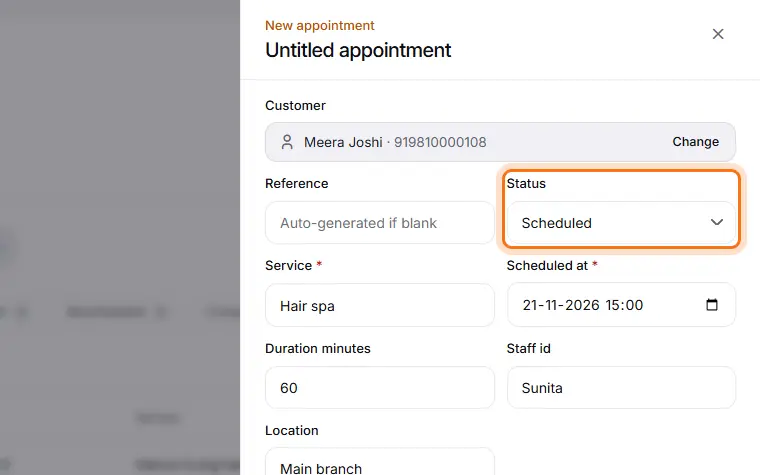 New appointment
Untitled appointment
Customer
Meera Joshi · 919810000108 Change
Reference Status
Auto-generated if blank Scheduled
Service * Scheduled at *
Hair spa 21-11-2026 15:00
Duration minutes Staff id
60 Sunita
Location
Main branch